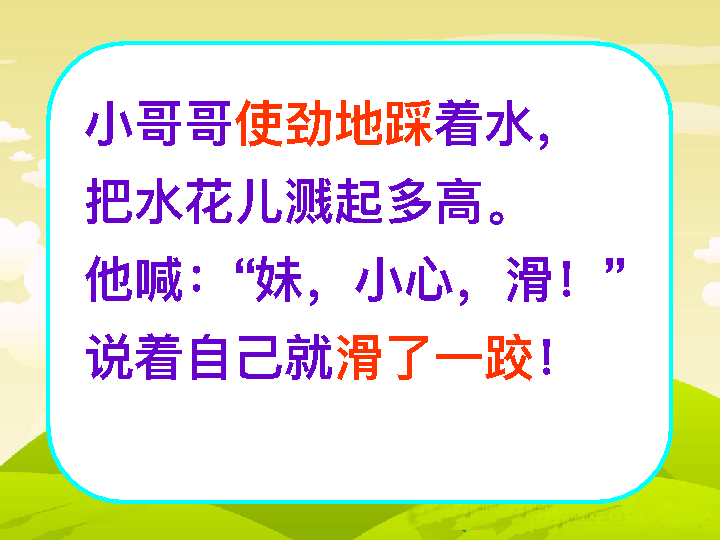 小哥哥使劲地踩着水，
把水花儿溅起多高。
他喊：“妹，小心，滑！”
说着自己就滑了一跤！